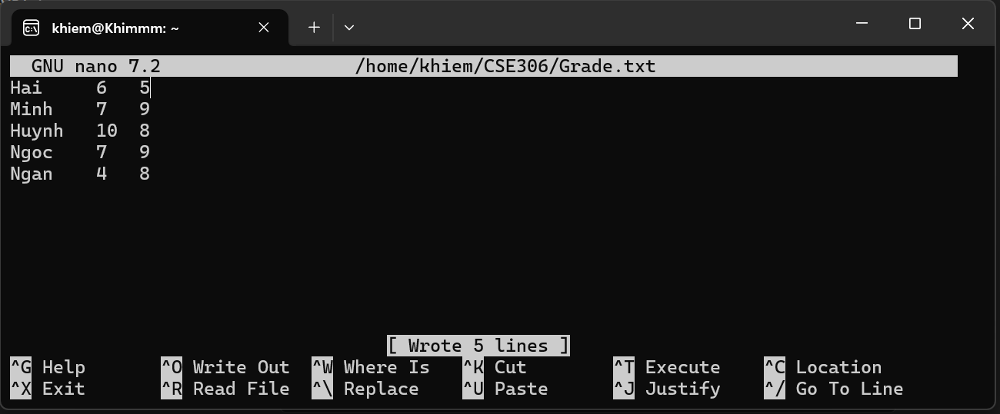 khiem@Khimmm: ~
GNU nano 7.2 /home/khiem/CSE306/Grade.txt
Hai 6 5
Minh 7 9
Huynh 10 8
Ngoc 7 9
Ngan 4 8
[ Wrote 5 lines ]
^G Help ^O Write Out ^W Where Is ^K Cut ^T Execute ^C Location
^X Exit ^R Read File ^\ Replace ^U Paste ^J Justify ^/ Go To Line